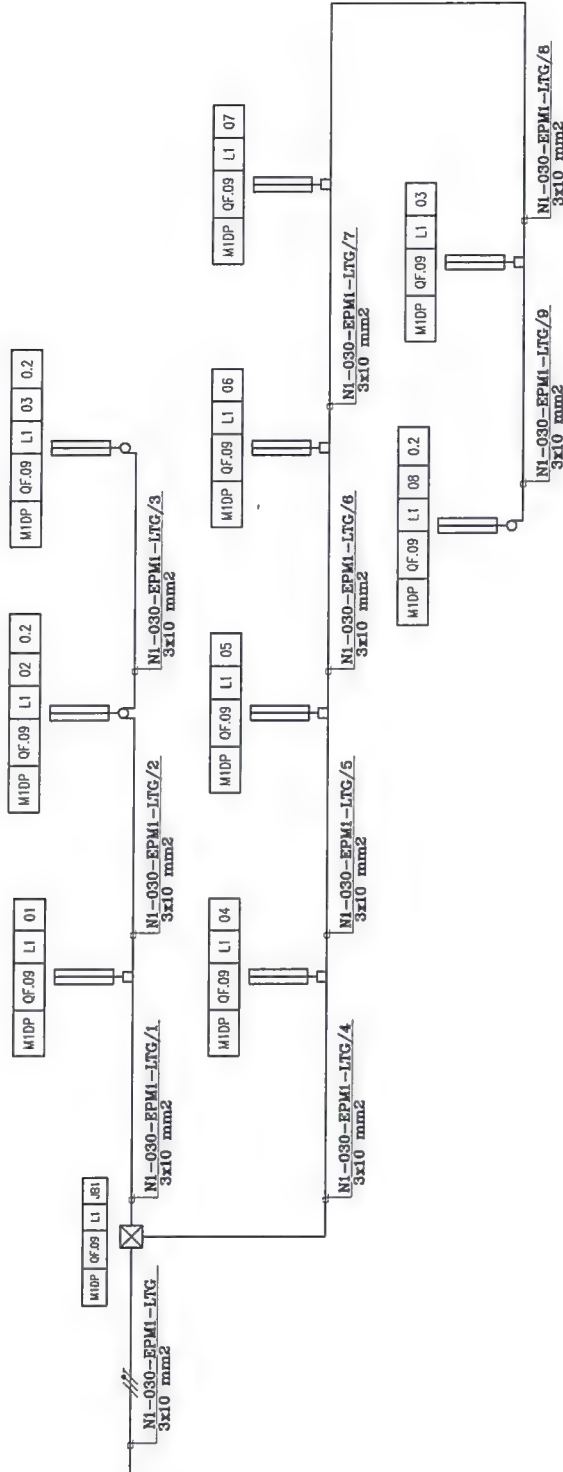 M1DP QF.09 L1 03 0.2
M1DP QF.09 L1 02 0.2
M1DP QF.09 L1 01
M1DP QF.09 L1 JB1
N1-030-EPM1-LTG
3x10 mm2
N1-030-EPM1-LTG/1
3x10 mm2
N1-030-EPM1-LTG/2
3x10 mm2
N1-030-EPM1-LTG/3
3x10 mm2
M1DP QF.09 L1 04
M1DP QF.09 L1 05
M1DP QF.09 L1 06
M1DP QF.09 L1 07
N1-030-EPM1-LTG/4
3x10 mm2
N1-030-EPM1-LTG/5
3x10 mm2
N1-030-EPM1-LTG/6
3x10 mm2
N1-030-EPM1-LTG/7
3x10 mm2
M1DP QF.09 L1 08 0.2
M1DP QF.09 L1 03
N1-030-EPM1-LTG/9
3x10 mm2
N1-030-EPM1-LTG/8
3x10 mm2